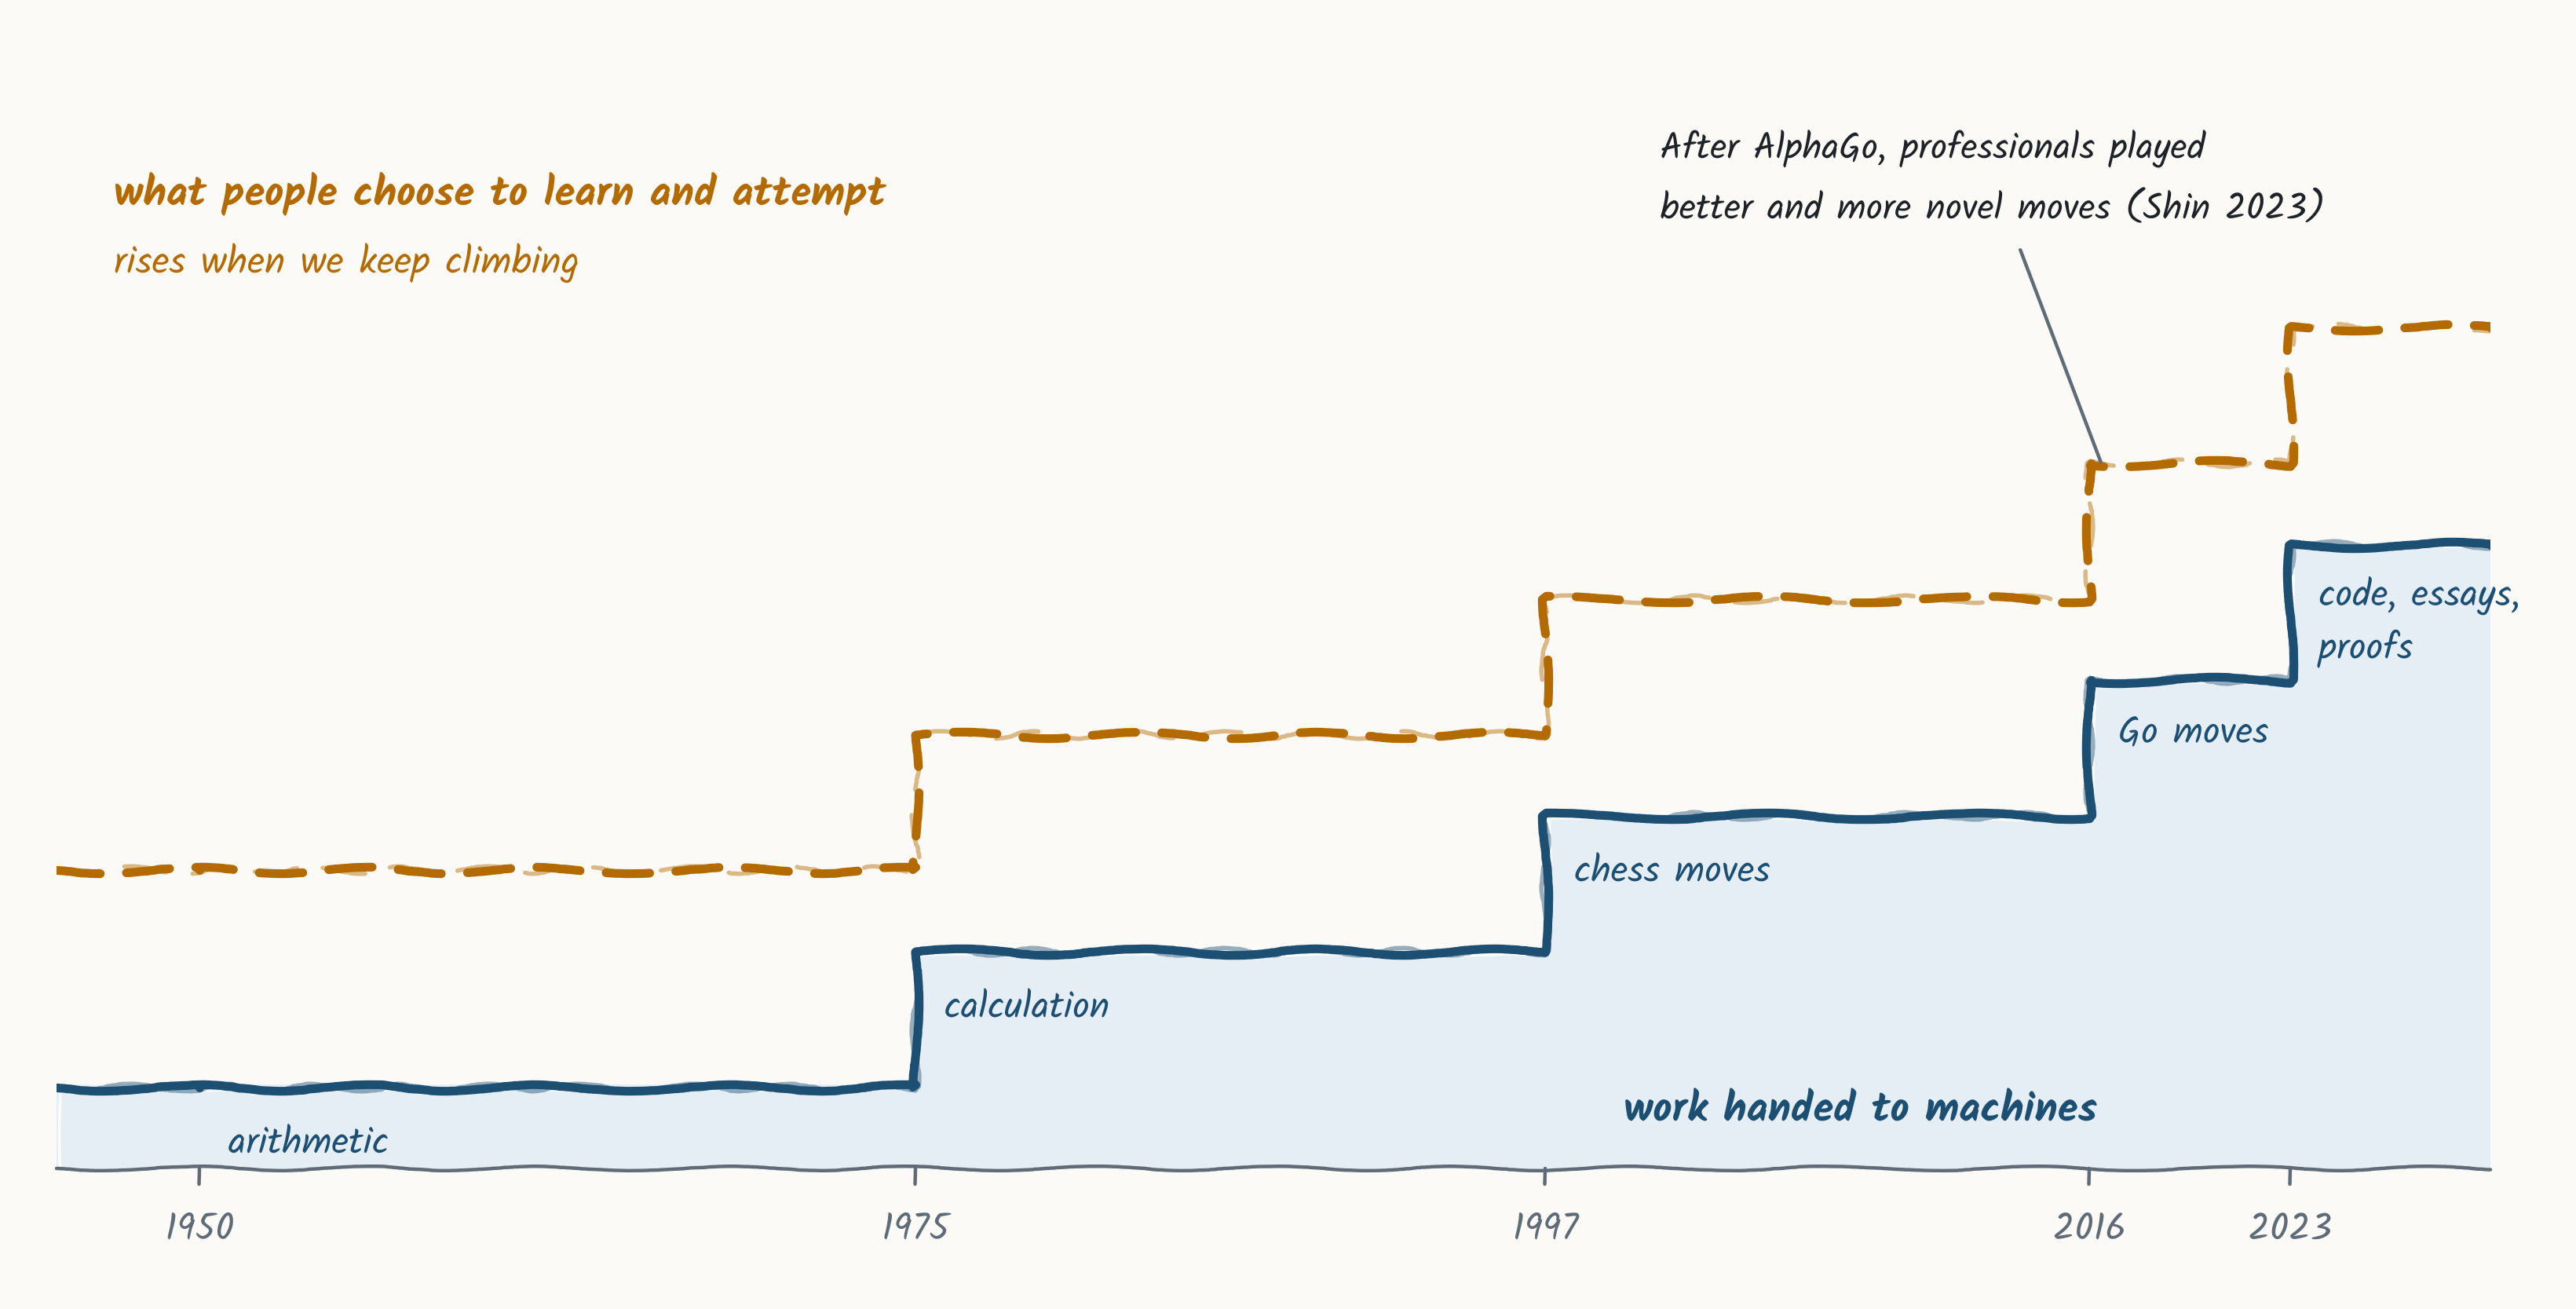 After AlphaGo, professionals played
better and more novel moves (Shin 2023)
what people choose to learn and attempt
rises when we keep climbing
code, essays,
proofs
Go moves
chess moves
calculation
work handed to machines
arithmetic
1950
1975
1997
2016
2023